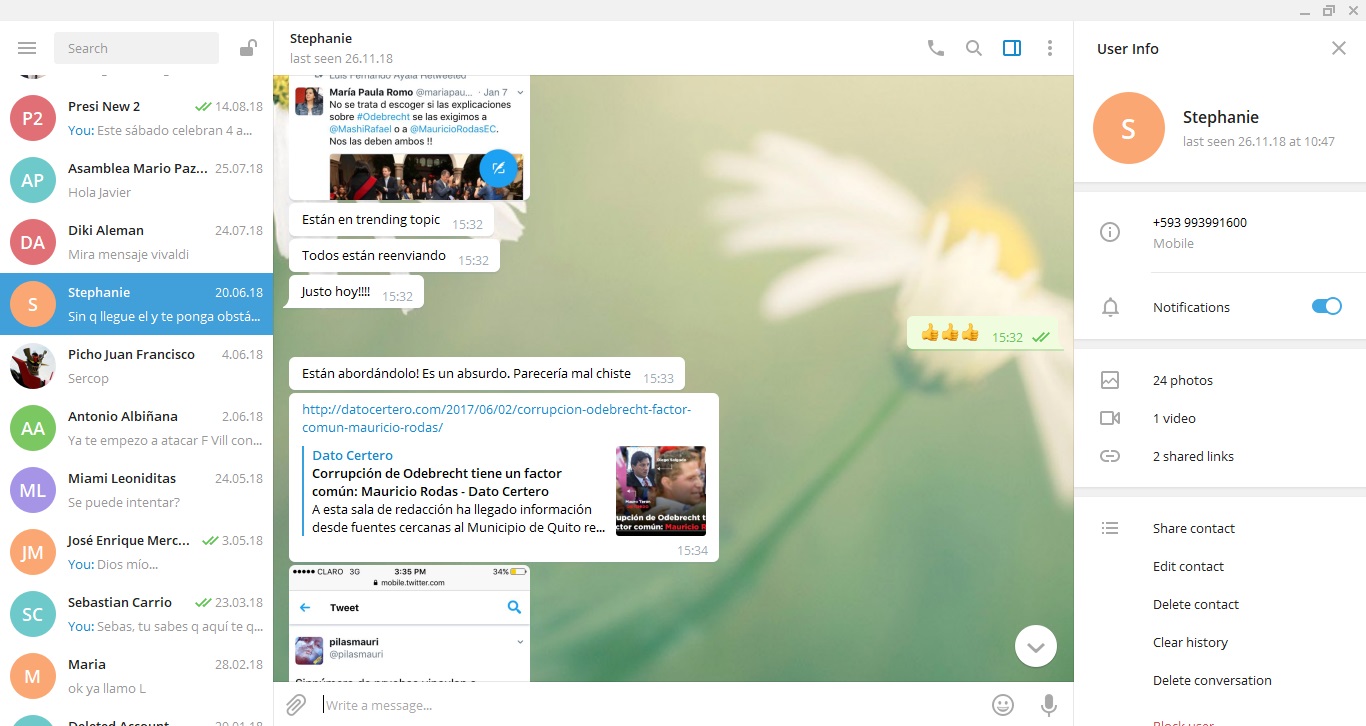 Search
Presi New 2
14.08.18
You: Este sábado celebran 4 a...
P2
Asamblea Mario Paz...
25.07.18
Hola Javier
AP
Diki Aleman
24.07.18
Mira mensaje vivaldi
DA
Stephanie
20.06.18
Sin q llegue el y te ponga obstá...
S
Picho Juan Francisco
4.06.18
Sercop
Antonio Albiñana
2.06.18
Ya te empezo a atacar F Vill con...
AA
Miami Leoniditas
24.05.18
Se puede intentar?
ML
José Enrique Merc...
3.05.18
You: Dios mío...
JM
Sebastian Carrio
23.03.18
You: Sebas, tu sabes q aquí te q...
SC
Maria
28.02.18
ok ya llamo L
M
Deleted Account
Stephanie
last seen 26.11.18
Luis Fernando Ayala Retweeted
María Paula Romo @mariapau... · Jan 7
No se trata d escoger si las explicaciones
sobre #Odebrecht se las exigimos a
@MashiRafael o a @MauricioRodasEC.
Nos las deben ambos !!
Están en trending topic 15:32
Todos están reenviando 15:32
Justo hoy!!!! 15:32
👍👍👍 15:32
Están abordándolo! Es un absurdo. Parecería mal chiste 15:33
http://datocertero.com/2017/06/02/corrupcion-odebrecht-factor-
comun-mauricio-rodas/
Dato Certero
Corrupción de Odebrecht tiene un factor
común: Mauricio Rodas - Dato Certero
A esta sala de redacción ha llegado información
desde fuentes cercanas al Municipio de Quito re...
upción de Odebrecht t
ctor común: Mauricio R
15:34
CLARO 3G 3:35 PM 34%
mobile.twitter.com
Tweet
pilasmauri
@pilasmauri
Write a message...
User Info
S
Stephanie
last seen 26.11.18 at 10:47
+593 993991600
Mobile
Notifications
24 photos
1 video
2 shared links
Share contact
Edit contact
Delete contact
Clear history
Delete conversation
Block user